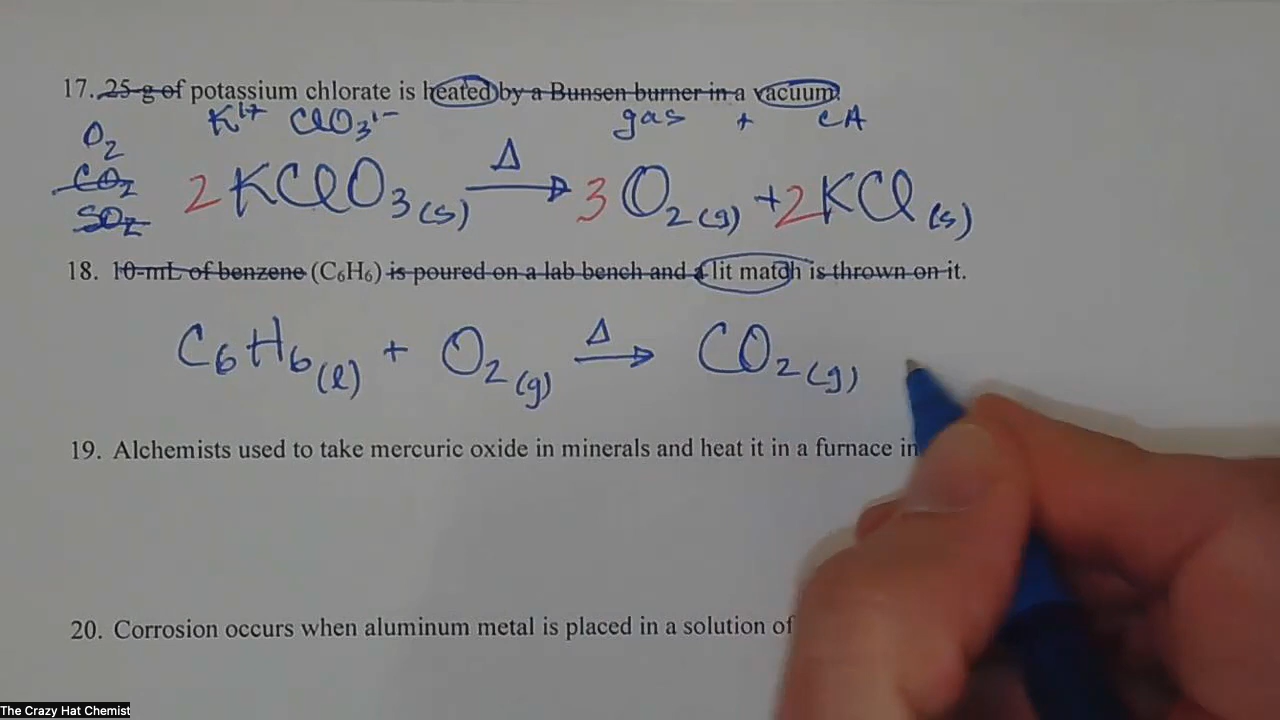 17. 25-g of potassium chlorate is heated by a Bunsen burner in a vacuum.
K¹⁺ ClO₃¹⁻ gas + CA
O₂
CO₂
SO₂
2KClO₃(s) —Δ→ 3O₂(g) + 2KCl(s)
18. 10-mL of benzene (C₆H₆) is poured on a lab bench and a lit match is thrown on it.
C₆H₆(l) + O₂(g) —Δ→ CO₂(g)
19. Alchemists used to take mercuric oxide in minerals and heat it in a furnace in
20. Corrosion occurs when aluminum metal is placed in a solution of
The Crazy Hat Chemist